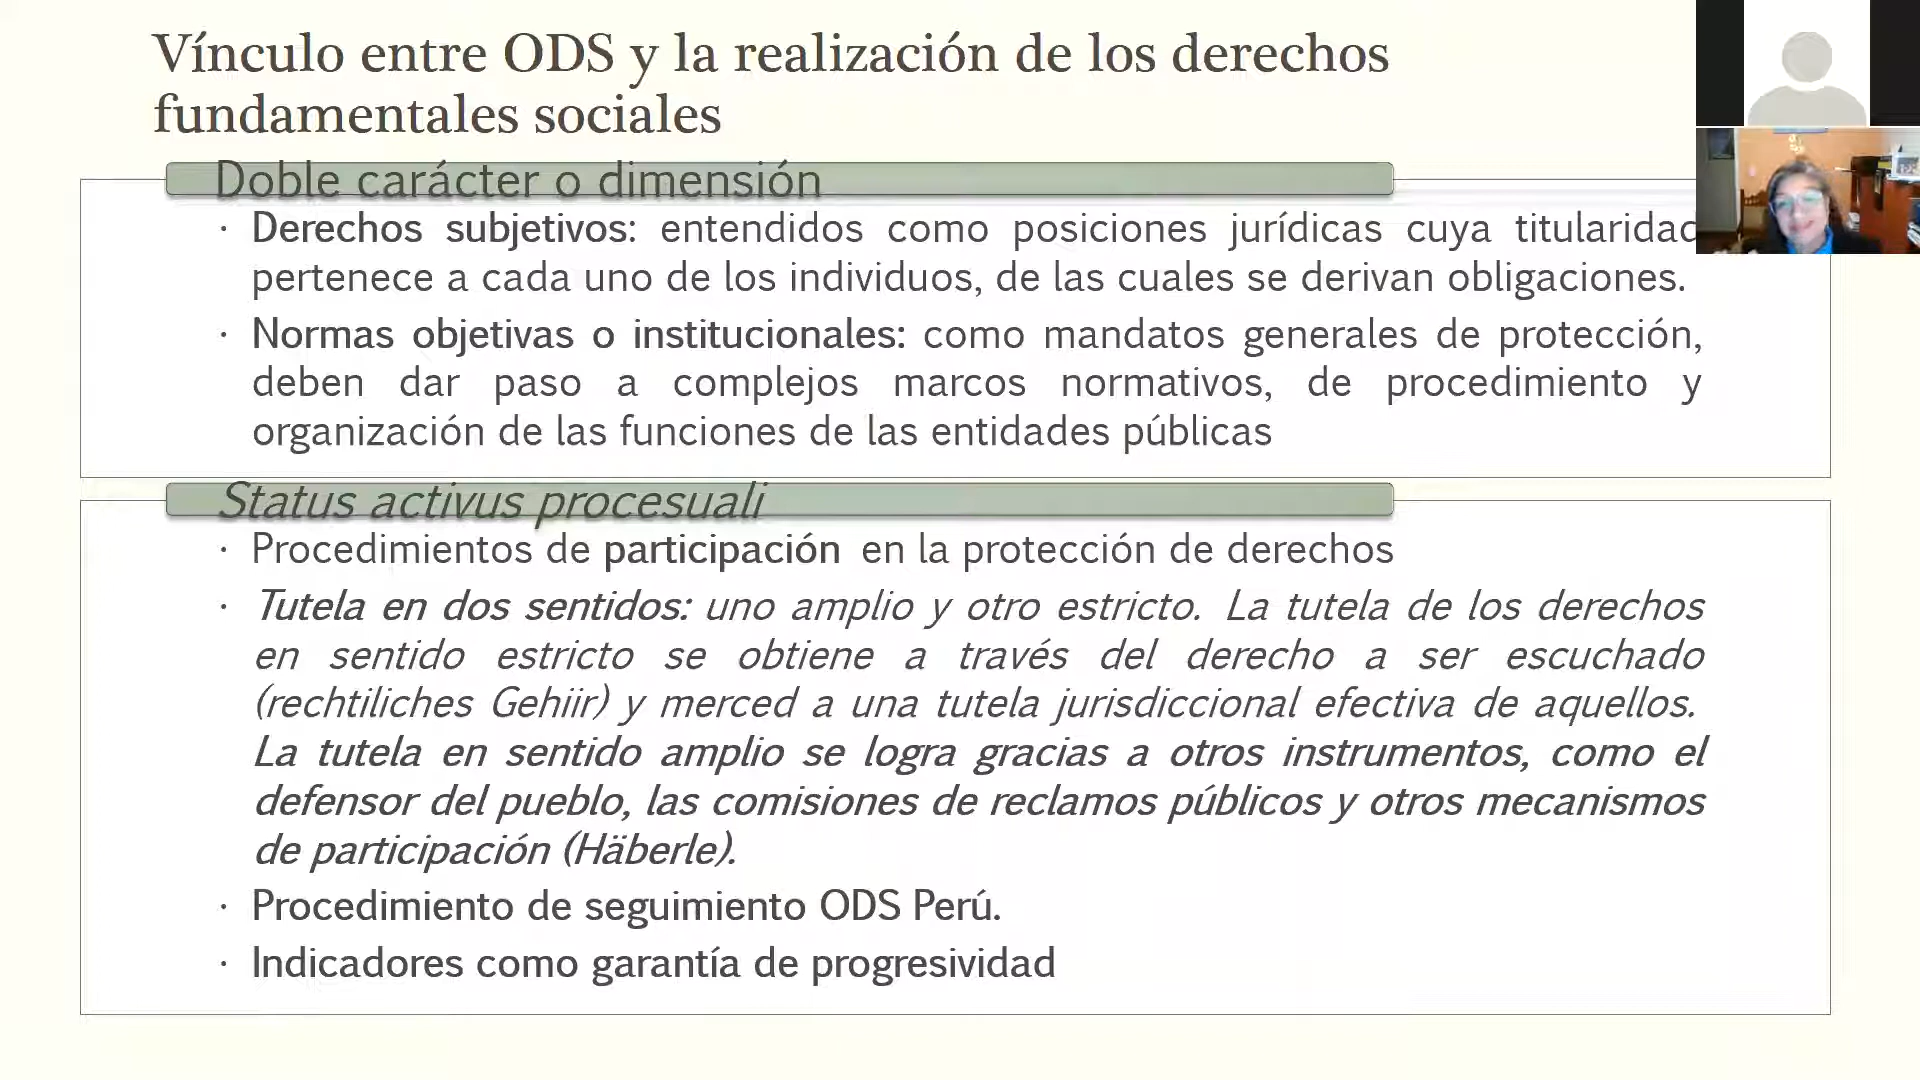 Vínculo entre ODS y la realización de los derechos
fundamentales sociales
Doble carácter o dimensión
· Derechos subjetivos: entendidos como posiciones jurídicas cuya titularidad
pertenece a cada uno de los individuos, de las cuales se derivan obligaciones.
· Normas objetivas o institucionales: como mandatos generales de protección,
deben dar paso a complejos marcos normativos, de procedimiento y
organización de las funciones de las entidades públicas
Status activus procesuali
· Procedimientos de participación en la protección de derechos
· Tutela en dos sentidos: uno amplio y otro estricto. La tutela de los derechos
en sentido estricto se obtiene a través del derecho a ser escuchado
(rechtiliches Gehiir) y merced a una tutela jurisdiccional efectiva de aquellos.
La tutela en sentido amplio se logra gracias a otros instrumentos, como el
defensor del pueblo, las comisiones de reclamos públicos y otros mecanismos
de participación (Häberle).
· Procedimiento de seguimiento ODS Perú.
· Indicadores como garantía de progresividad